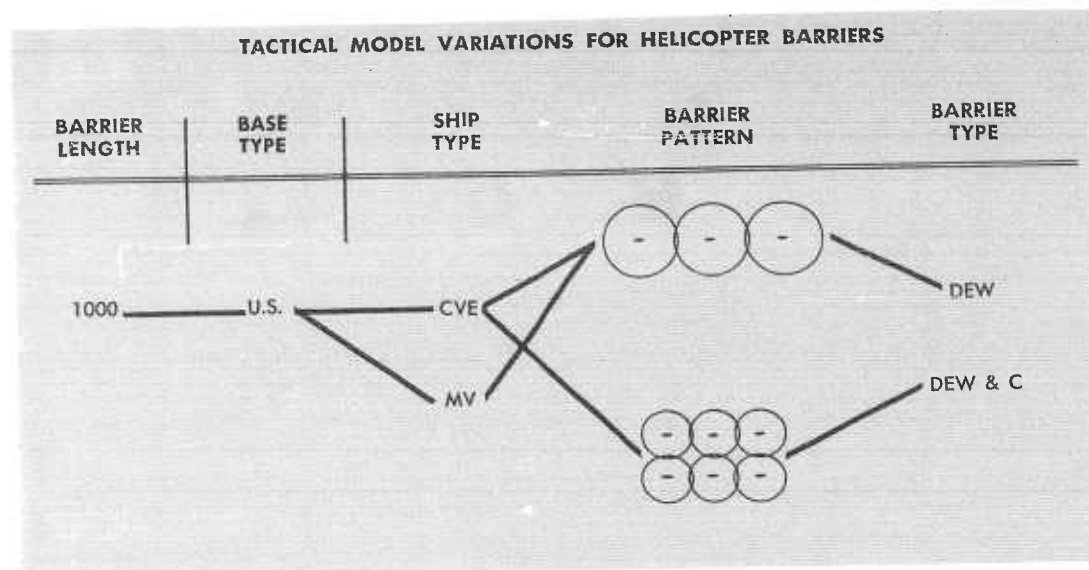 TACTICAL MODEL VARIATIONS FOR HELICOPTER BARRIERS
BARRIER LENGTH
BASE TYPE
SHIP TYPE
BARRIER PATTERN
BARRIER TYPE
- - -
DEW
1000
U.S.
CVE
MV
DEW & C
- - -
- - -